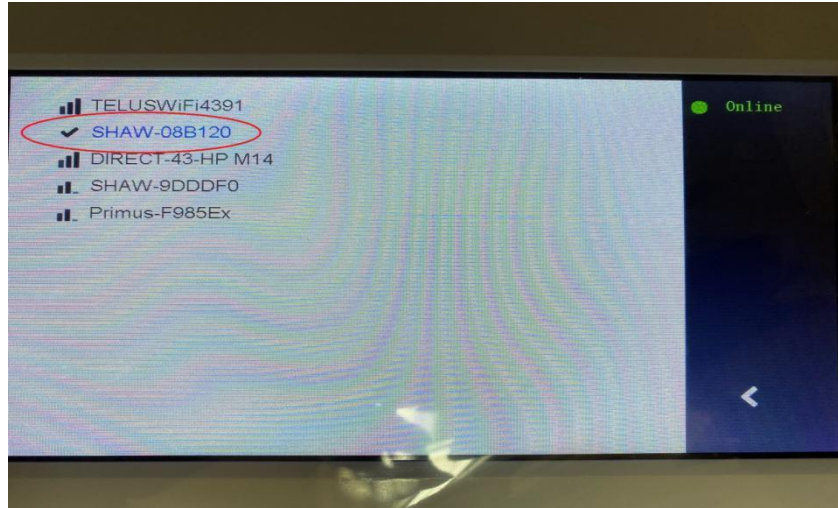 TELUSWiFi4391
SHAW-08B120
DIRECT-43-HP M14
SHAW-9DDDF0
Primus-F985Ex
Online